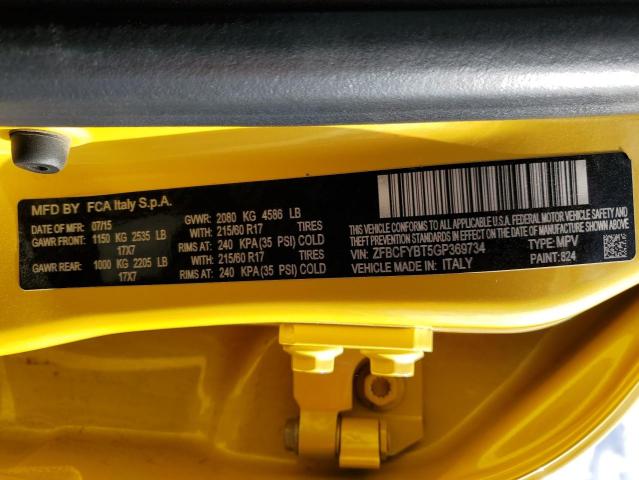 MFD BY FCA Italy S.p.A.
DATE OF MFR: 07/15 GVWR: 2080 KG 4586 LB
GAWR FRONT: 1150 KG 2535 LB WITH: 215/60 R17 TIRES
17X7 RIMS AT: 240 KPA(35 PSI) COLD
GAWR REAR: 1000 KG 2205 LB WITH: 215/60 R17 TIRES
17X7 RIMS AT: 240 KPA(35 PSI) COLD
THIS VEHICLE CONFORMS TO ALL APPLICABLE FEDERAL MOTOR VEHICLE SAFETY
AND THEFT PREVENTION STANDARDS IN EFFECT ON THE DATE OF MANUFACTURE SHOWN ABOVE.
VIN: ZFBCFYBT5GP369734 TYPE: MPV
VEHICLE MADE IN: ITALY PAINT: 824